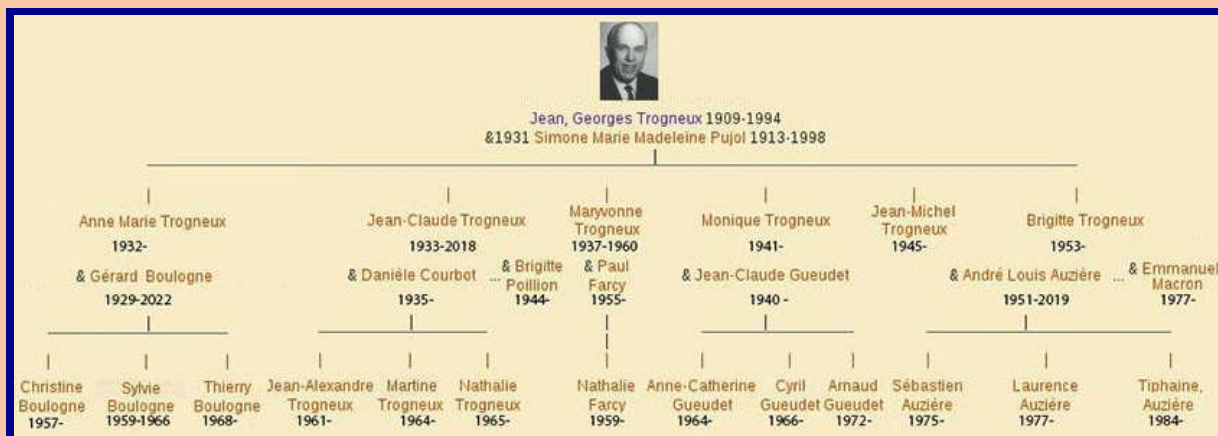 Jean, Georges Trogneux 1909-1994
&1931 Simone Marie Madeleine Pujol 1913-1998
Anne Marie Trogneux
1932-
& Gérard Boulogne
1929-2022
Jean-Claude Trogneux
1933-2018
& Danièle Courbot
1935-
... & Brigitte
Poillion
1944-
Maryvonne
Trogneux
1937-1960
& Paul
Farcy
1955-
Monique Trogneux
1941-
& Jean-Claude Gueudet
1940 -
Jean-Michel
Trogneux
1945-
Brigitte Trogneux
1953-
& André Louis Auzière
1951-2019
... & Emmanuel
Macron
1977-
Christine
Boulogne
1957-
Sylvie
Boulogne
1959-1966
Thierry
Boulogne
1968-
Jean-Alexandre
Trogneux
1961-
Martine
Trogneux
1964-
Nathalie
Trogneux
1965-
Nathalie
Farcy
1959-
Anne-Catherine
Gueudet
1964-
Cyril
Gueudet
1966-
Arnaud
Gueudet
1972-
Sébastien
Auzière
1975-
Laurence
Auzière
1977-
Tiphaine,
Auzière
1984-